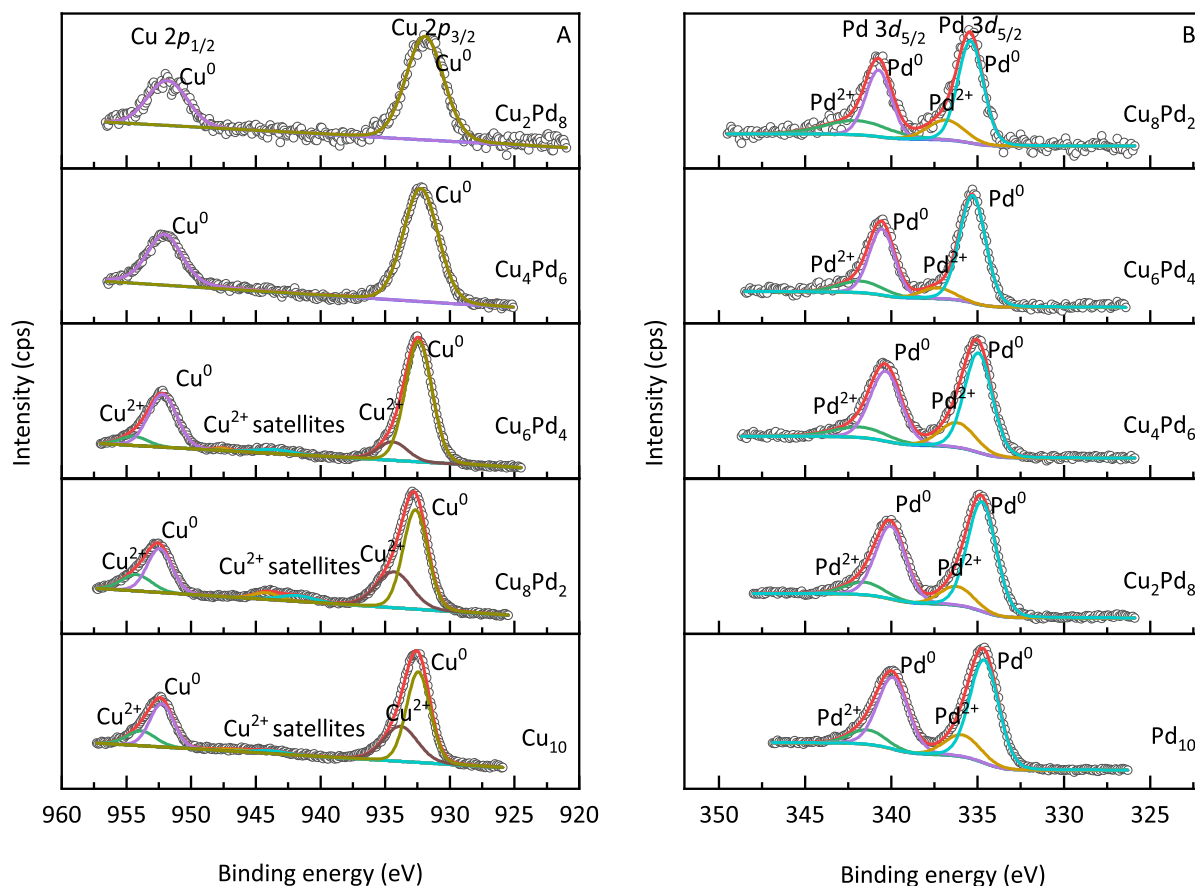 A
Cu 2p1/2
Cu 2p3/2
Cu⁰
Cu⁰
Cu2Pd8
Cu⁰
Cu⁰
Cu4Pd6
Cu²⁺
Cu⁰
Cu²⁺ satellites
Cu²⁺
Cu⁰
Cu6Pd4
Cu²⁺
Cu⁰
Cu²⁺ satellites
Cu²⁺
Cu⁰
Cu8Pd2
Cu²⁺
Cu⁰
Cu²⁺ satellites
Cu²⁺
Cu⁰
Cu10
Intensity (cps)
960 955 950 945 940 935 930 925 920
Binding energy (eV)
B
Pd 3d5/2
Pd 3d5/2
Pd²⁺
Pd⁰
Pd²⁺
Pd⁰
Cu8Pd2
Pd²⁺
Pd⁰
Pd²⁺
Pd⁰
Cu6Pd4
Pd²⁺
Pd⁰
Pd²⁺
Pd⁰
Cu4Pd6
Pd²⁺
Pd⁰
Pd²⁺
Pd⁰
Cu2Pd8
Pd²⁺
Pd⁰
Pd²⁺
Pd⁰
Pd10
Intensity (cps)
350 345 340 335 330 325
Binding energy (eV)